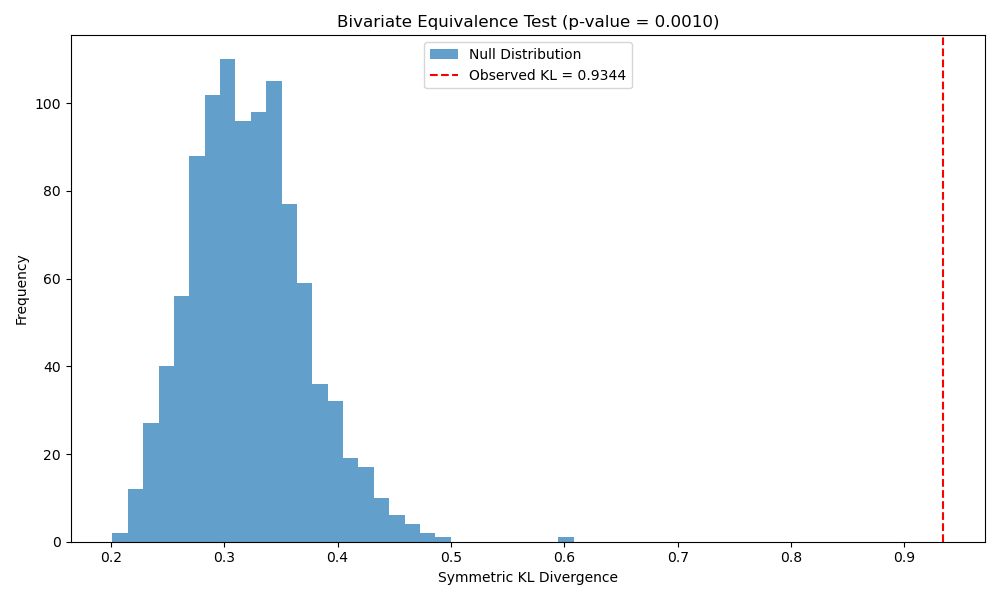 Bivariate Equivalence Test (p-value = 0.0010)
Null Distribution
Observed KL = 0.9344
Frequency
100
80
60
40
20
0
0.2 0.3 0.4 0.5 0.6 0.7 0.8 0.9
Symmetric KL Divergence